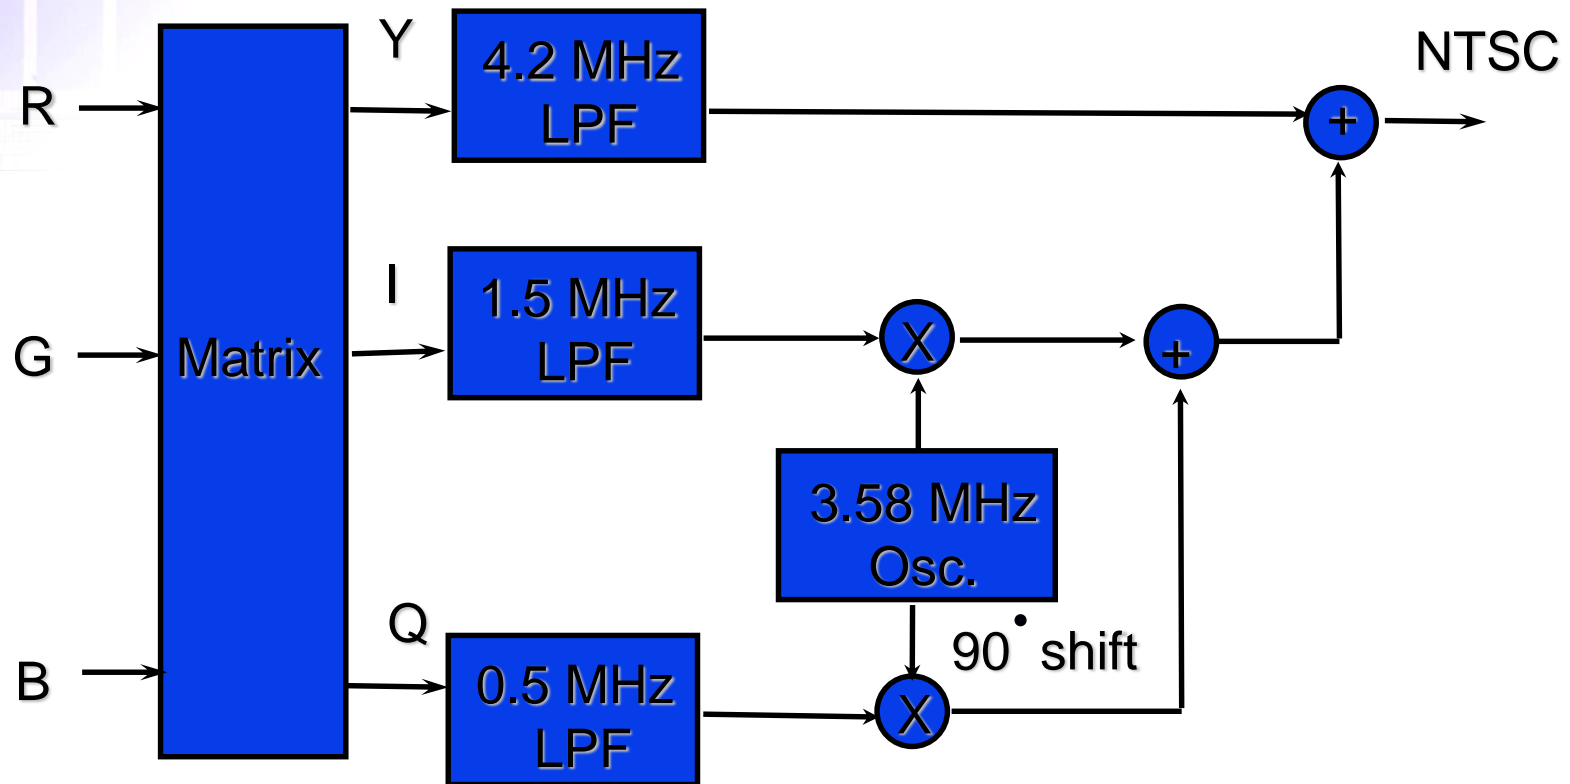 Y
4.2 MHz
LPF
NTSC
R
+
I
1.5 MHz
LPF
X
+
G
Matrix
3.58 MHz
Osc.
Q
90° shift
B
0.5 MHz
LPF
X